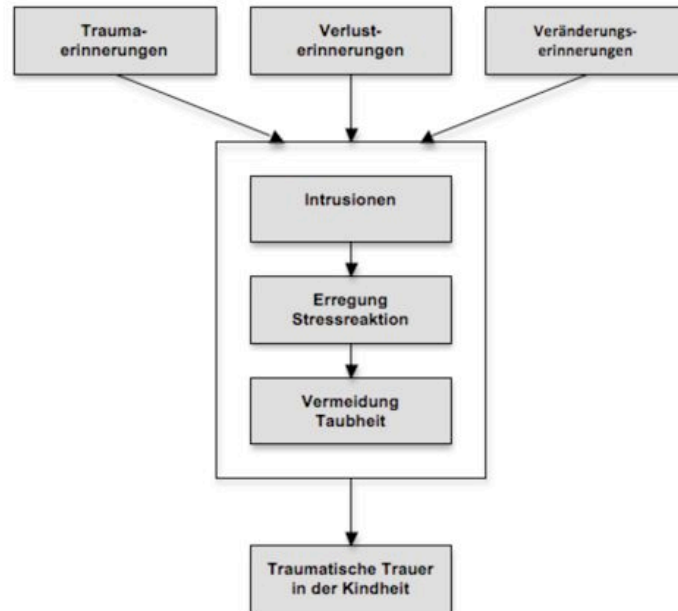 Trauma-
erinnerungen
Verlust-
erinnerungen
Veränderungs-
erinnerungen
Intrusionen
Erregung
Stressreaktion
Vermeidung
Taubheit
Traumatische Trauer
in der Kindheit